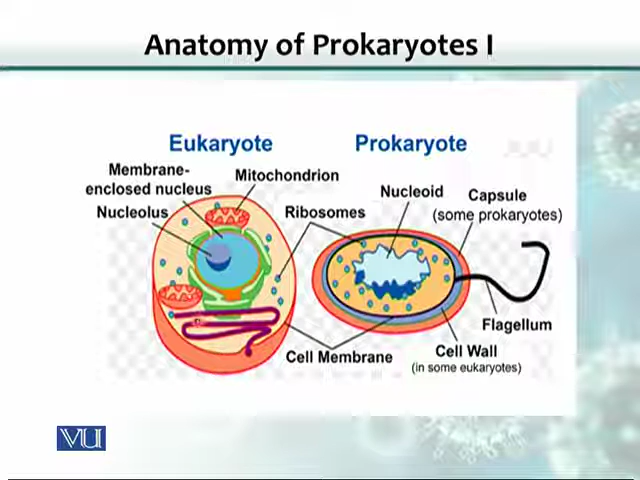 Anatomy of Prokaryotes I
Eukaryote
Prokaryote
Membrane-
enclosed nucleus
Mitochondrion
Nucleolus
Ribosomes
Nucleoid
Capsule
(some prokaryotes)
Flagellum
Cell Membrane
Cell Wall
(in some eukaryotes)
VU